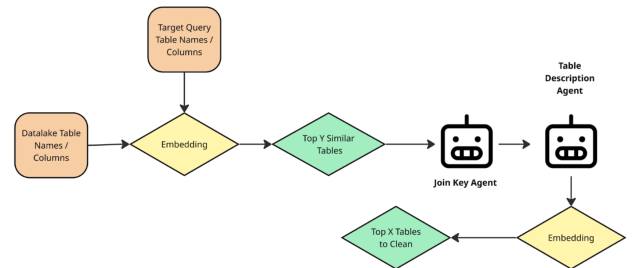 Target Query
Table Names /
Columns
Table
Description
Agent
Datalake Table
Names /
Columns
Embedding
Top Y Similar
Tables
Join Key Agent
Top X Tables
to Clean
Embedding